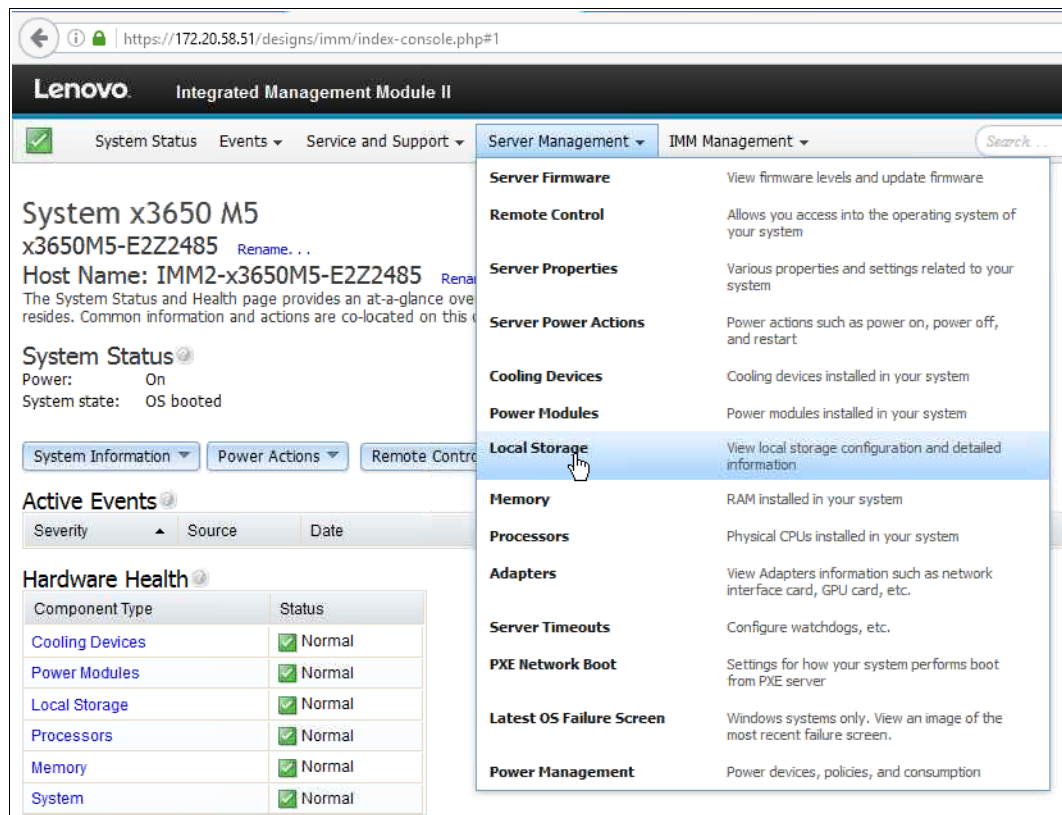 https://172.20.58.51/designs/imm/index-console.php#1
Lenovo. Integrated Management Module II
System Status Events Service and Support Server Management IMM Management Search...
System x3650 M5
x3650M5-E2Z2485 Rename...
Host Name: IMM2-x3650M5-E2Z2485 Rena
The System Status and Health page provides an at-a-glance ove
resides. Common information and actions are co-located on this
System Status
Power: On
System state: OS booted
System Information Power Actions Remote Contro
Active Events
Severity Source Date
Hardware Health
Component Type Status
Cooling Devices Normal
Power Modules Normal
Local Storage Normal
Processors Normal
Memory Normal
System Normal
Server Firmware View firmware levels and update firmware
Remote Control Allows you access into the operating system of
your system
Server Properties Various properties and settings related to your
system
Server Power Actions Power actions such as power on, power off,
and restart
Cooling Devices Cooling devices installed in your system
Power Modules Power modules installed in your system
Local Storage View local storage configuration and detailed
information
Memory RAM installed in your system
Processors Physical CPUs installed in your system
Adapters View Adapters information such as network
interface card, GPU card, etc.
Server Timeouts Configure watchdogs, etc.
PXE Network Boot Settings for how your system performs boot
from PXE server
Latest OS Failure Screen Windows systems only. View an image of the
most recent failure screen.
Power Management Power devices, policies, and consumption